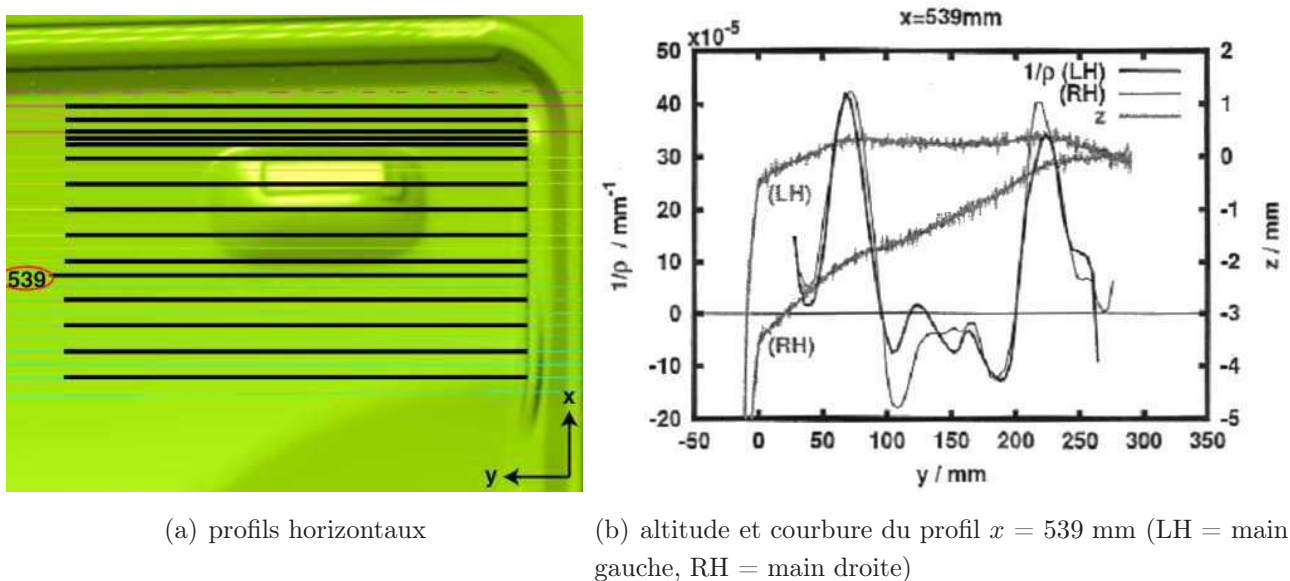 539
x
y
(a) profils horizontaux
x=539mm
x10⁻⁵
50
40
30
20
10
0
-10
-20
1/ρ / mm⁻¹
1/ρ (LH)
(RH)
z
(LH)
(RH)
2
1
0
-1
-2
-3
-4
-5
z / mm
-50 0 50 100 150 200 250 300 350
y / mm
(b) altitude et courbure du profil x = 539 mm (LH = main
gauche, RH = main droite)